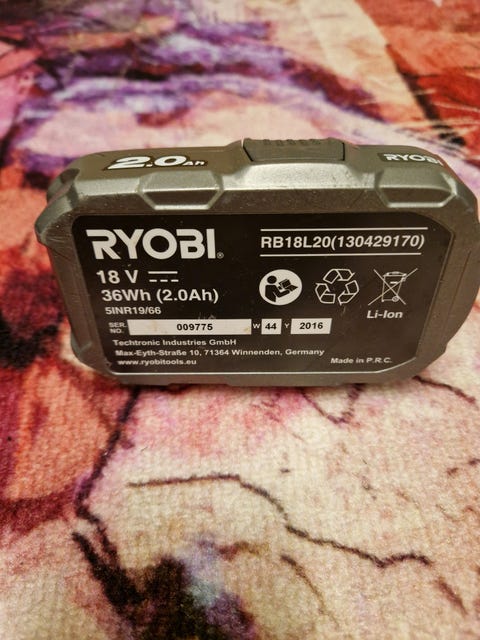 2.0Ah
RYOBI
RYOBI®
RB18L20(130429170)
18 V
36Wh (2.0Ah)
5INR19/66
Li-Ion
SER. NO. 009775 W 44 Y 2016
Techtronic Industries GmbH
Max-Eyth-Straße 10, 71364 Winnenden, Germany
www.ryobitools.eu
Made in P.R.C.